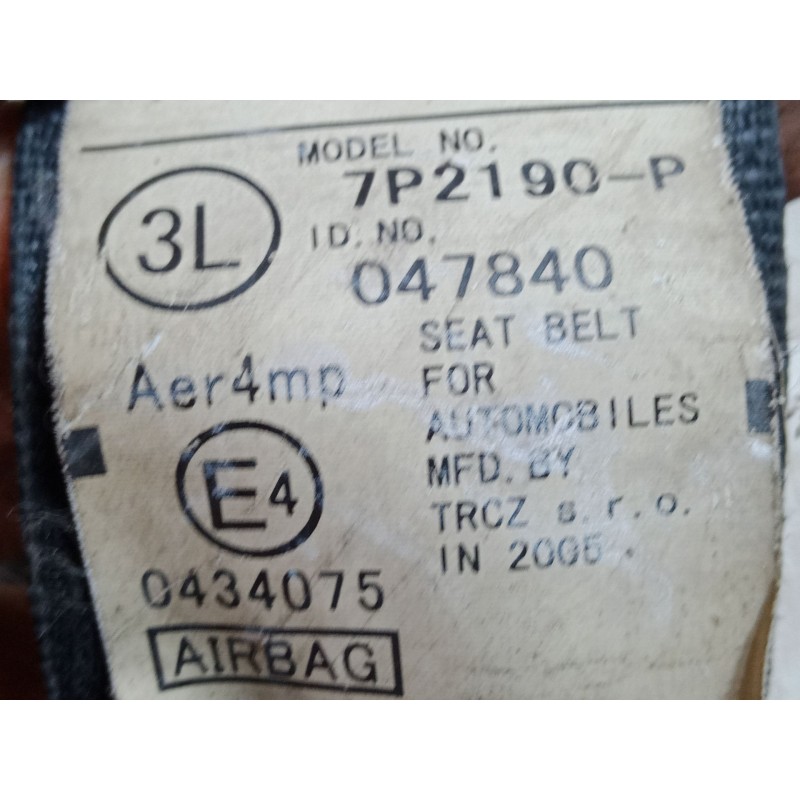 MODEL NO.
7P2190-P
3L
ID. NO.
047840
Aer4mp
SEAT BELT
FOR
AUTOMOBILES
MFD. BY
TRCZ s.r.o.
IN 2005.
E4
0434075
AIRBAG